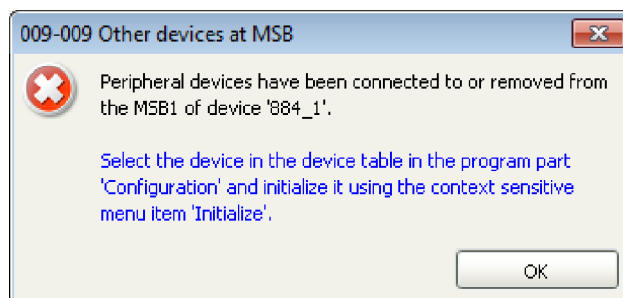 009-009 Other devices at MSB
Peripheral devices have been connected to or removed from
the MSB1 of device '884_1'.
Select the device in the device table in the program part
'Configuration' and initialize it using the context sensitive
menu item 'Initialize'.
OK